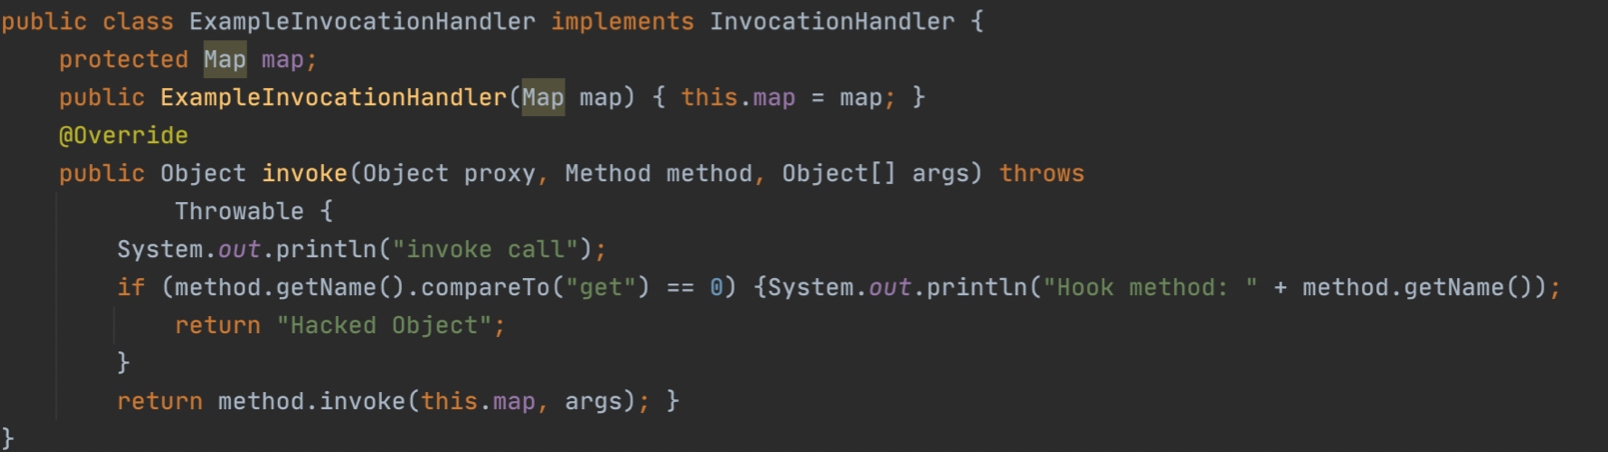 public class ExampleInvocationHandler implements InvocationHandler {
protected Map map;
public ExampleInvocationHandler(Map map) { this.map = map; }
@Override
public Object invoke(Object proxy, Method method, Object[] args) throws
Throwable {
System.out.println("invoke call");
if (method.getName().compareTo("get") == 0) {System.out.println("Hook method: " + method.getName());
return "Hacked Object";
}
return method.invoke(this.map, args); }
}